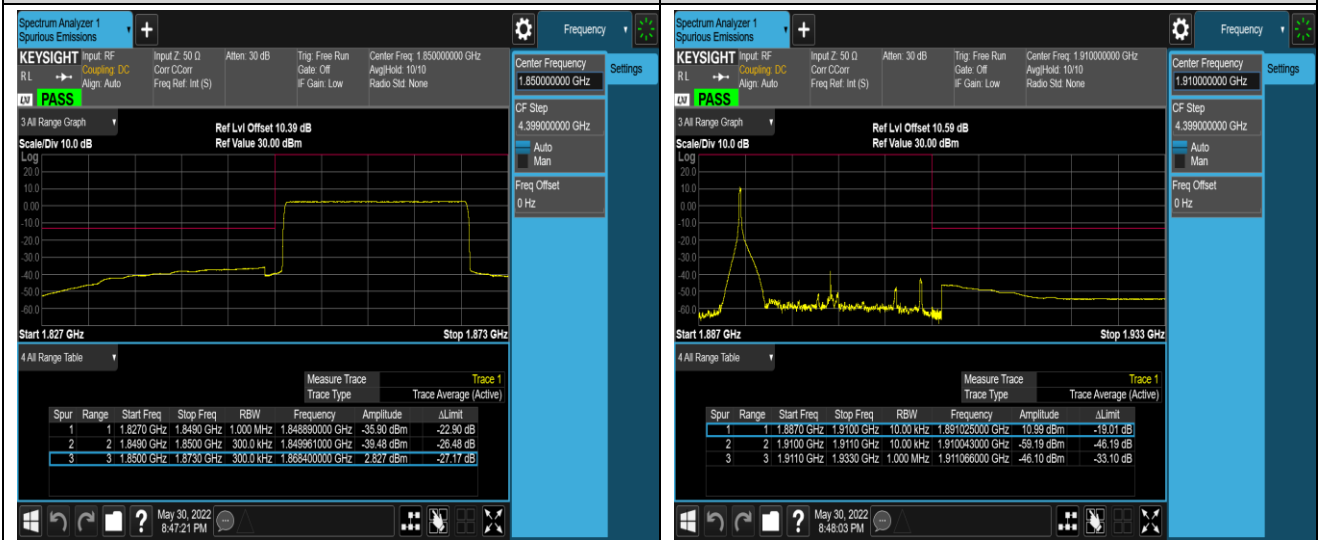 Spectrum Analyzer 1
Spurious Emissions
+
Frequency
KEYSIGHT Input: RF Input Z: 50 Ω Atten: 30 dB Trig: Free Run Center Freq: 1.850000000 GHz
RL Coupling: DC Corr CCorr Gate: Off Avg|Hold: 10/10
Align: Auto Freq Ref: Int (S) IF Gain: Low Radio Std: None
LXI PASS
Center Frequency
1.850000000 GHz
Settings
CF Step
4.399000000 GHz
Auto
Man
Freq Offset
0 Hz
3 All Range Graph
Ref Lvl Offset 10.39 dB
Scale/Div 10.0 dB Ref Value 30.00 dBm
Log
20.0
10.0
0.00
-10.0
-20.0
-30.0
-40.0
-50.0
-60.0
Start 1.827 GHz Stop 1.873 GHz
4 All Range Table
Measure Trace Trace 1
Trace Type Trace Average (Active)
Spur Range Start Freq Stop Freq RBW Frequency Amplitude ΔLimit
1 1 1.8270 GHz 1.8490 GHz 1.000 MHz 1.848890000 GHz -35.90 dBm -22.90 dB
2 2 1.8490 GHz 1.8500 GHz 300.0 kHz 1.849961000 GHz -39.48 dBm -26.48 dB
3 3 1.8500 GHz 1.8730 GHz 300.0 kHz 1.868400000 GHz 2.827 dBm -27.17 dB
? May 30, 2022
8:47:21 PM
Spectrum Analyzer 1
Spurious Emissions
+
Frequency
KEYSIGHT Input: RF Input Z: 50 Ω Atten: 30 dB Trig: Free Run Center Freq: 1.910000000 GHz
RL Coupling: DC Corr CCorr Gate: Off Avg|Hold: 10/10
Align: Auto Freq Ref: Int (S) IF Gain: Low Radio Std: None
LXI PASS
Center Frequency
1.910000000 GHz
Settings
CF Step
4.399000000 GHz
Auto
Man
Freq Offset
0 Hz
3 All Range Graph
Ref Lvl Offset 10.59 dB
Scale/Div 10.0 dB Ref Value 30.00 dBm
Log
20.0
10.0
0.00
-10.0
-20.0
-30.0
-40.0
-50.0
-60.0
Start 1.887 GHz Stop 1.933 GHz
4 All Range Table
Measure Trace Trace 1
Trace Type Trace Average (Active)
Spur Range Start Freq Stop Freq RBW Frequency Amplitude ΔLimit
1 1 1.8870 GHz 1.9100 GHz 10.00 kHz 1.891025000 GHz 10.99 dBm -19.01 dB
2 2 1.9100 GHz 1.9110 GHz 10.00 kHz 1.910043000 GHz -59.19 dBm -46.19 dB
3 3 1.9110 GHz 1.9330 GHz 1.000 MHz 1.911066000 GHz -46.10 dBm -33.10 dB
? May 30, 2022
8:48:03 PM